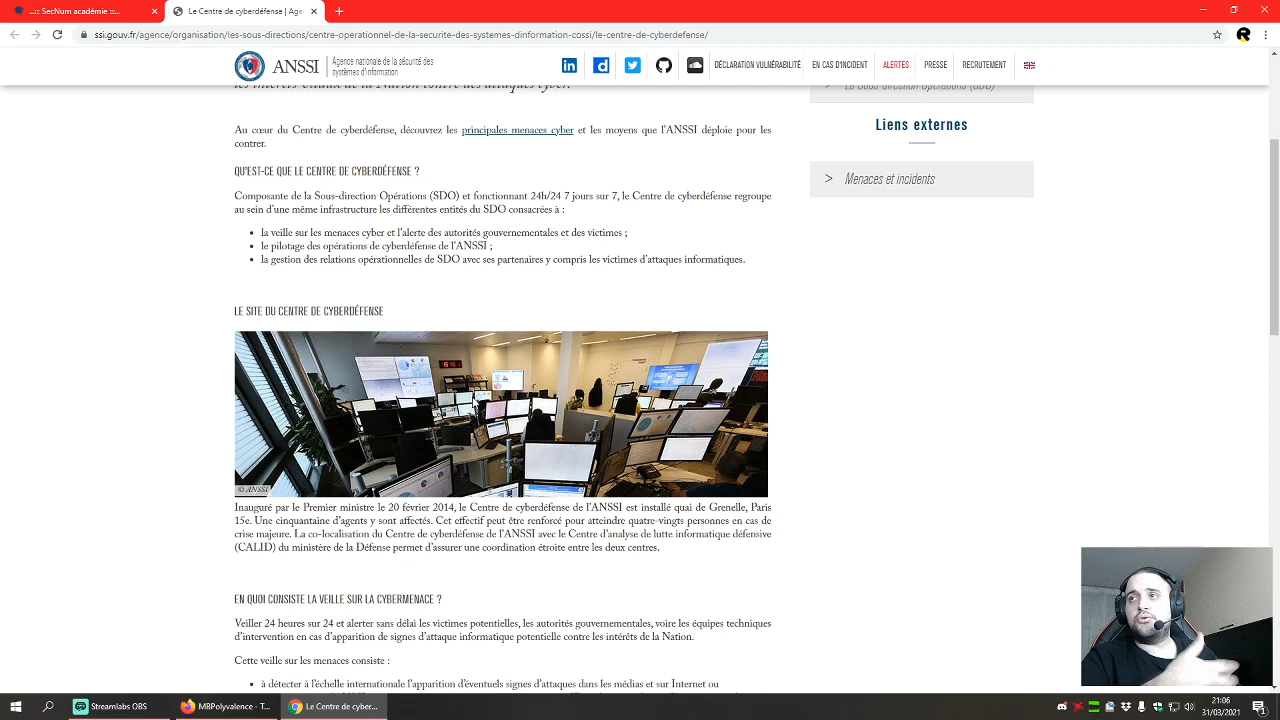 ..:: SecNum académie ::...
Le Centre de cyberdéfense | Age
ssi.gouv.fr/agence/organisation/les-sous-directions/centre-operationnel-de-la-securite-des-systemes-dinformation-cossi/le-centre-de-cyberdefense/
ANSSI
Agence nationale de la sécurité des
systèmes d'information
DÉCLARATION VULNÉRABILITÉ
EN CAS D'INCIDENT
ALERTES
PRESSE
RECRUTEMENT
les intérêts vitaux de la Nation contre des attaques cyber.
Au cœur du Centre de cyberdéfense, découvrez les principales menaces cyber et les moyens que l'ANSSI déploie pour les
contrer.
QU'EST-CE QUE LE CENTRE DE CYBERDÉFENSE ?
Composante de la Sous-direction Opérations (SDO) et fonctionnant 24h/24 7 jours sur 7, le Centre de cyberdéfense regroupe
au sein d'une même infrastructure les différentes entités du SDO consacrées à :
• la veille sur les menaces cyber et l'alerte des autorités gouvernementales et des victimes ;
• le pilotage des opérations de cyberdéfense de l'ANSSI ;
• la gestion des relations opérationnelles de SDO avec ses partenaires y compris les victimes d'attaques informatiques.
LE SITE DU CENTRE DE CYBERDÉFENSE
© ANSSI
Inauguré par le Premier ministre le 20 février 2014, le Centre de cyberdéfense de l'ANSSI est installé quai de Grenelle, Paris
15e. Une cinquantaine d'agents y sont affectés. Cet effectif peut être renforcé pour atteindre quatre-vingts personnes en cas de
crise majeure. La co-localisation du Centre de cyberdéfense de l'ANSSI avec le Centre d'analyse de lutte informatique défensive
(CALID) du ministère de la Défense permet d'assurer une coordination étroite entre les deux centres.
EN QUOI CONSISTE LA VEILLE SUR LA CYBERMENACE ?
Veiller 24 heures sur 24 et alerter sans délai les victimes potentielles, les autorités gouvernementales, voire les équipes techniques
d'intervention en cas d'apparition de signes d'attaque informatique potentielle contre les intérêts de la Nation.
Cette veille sur les menaces consiste :
• à détecter à l'échelle internationale l'apparition d'éventuels signes d'attaques dans les médias et sur Internet ou
> La Sous-direction Opérations (SDO)
Liens externes
> Menaces et incidents
Streamlabs OBS
MBPolyvalence - T...
Le Centre de cyber...
21:06
31/03/2021